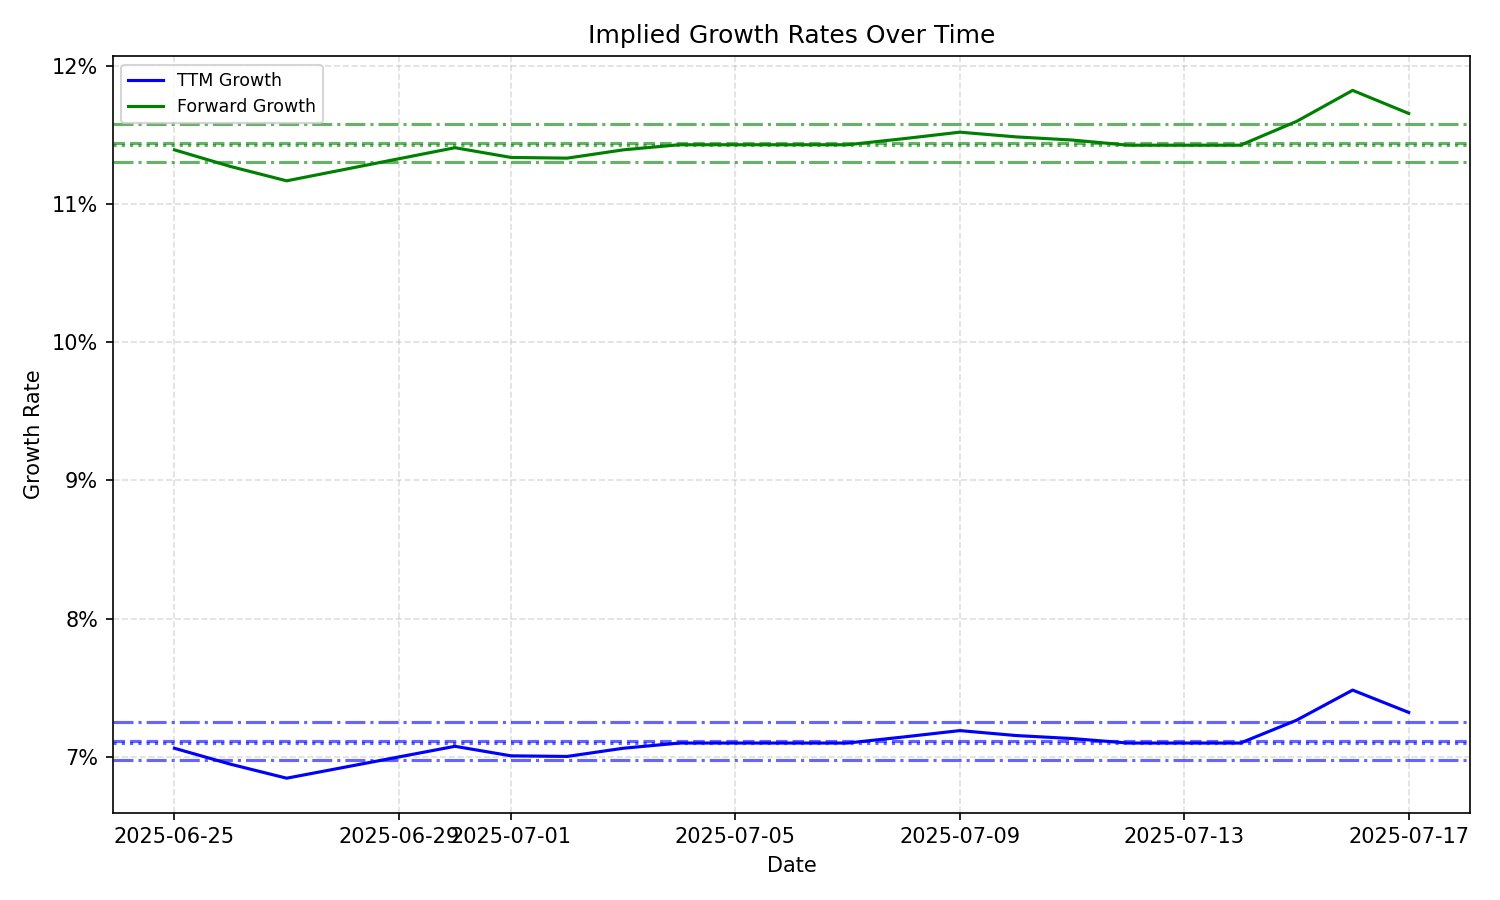 Implied Growth Rates Over Time
TTM Growth
Forward Growth
12%
11%
10%
9%
8%
7%
Growth Rate
2025-06-25
2025-06-29
2025-07-01
2025-07-05
2025-07-09
2025-07-13
2025-07-17
Date